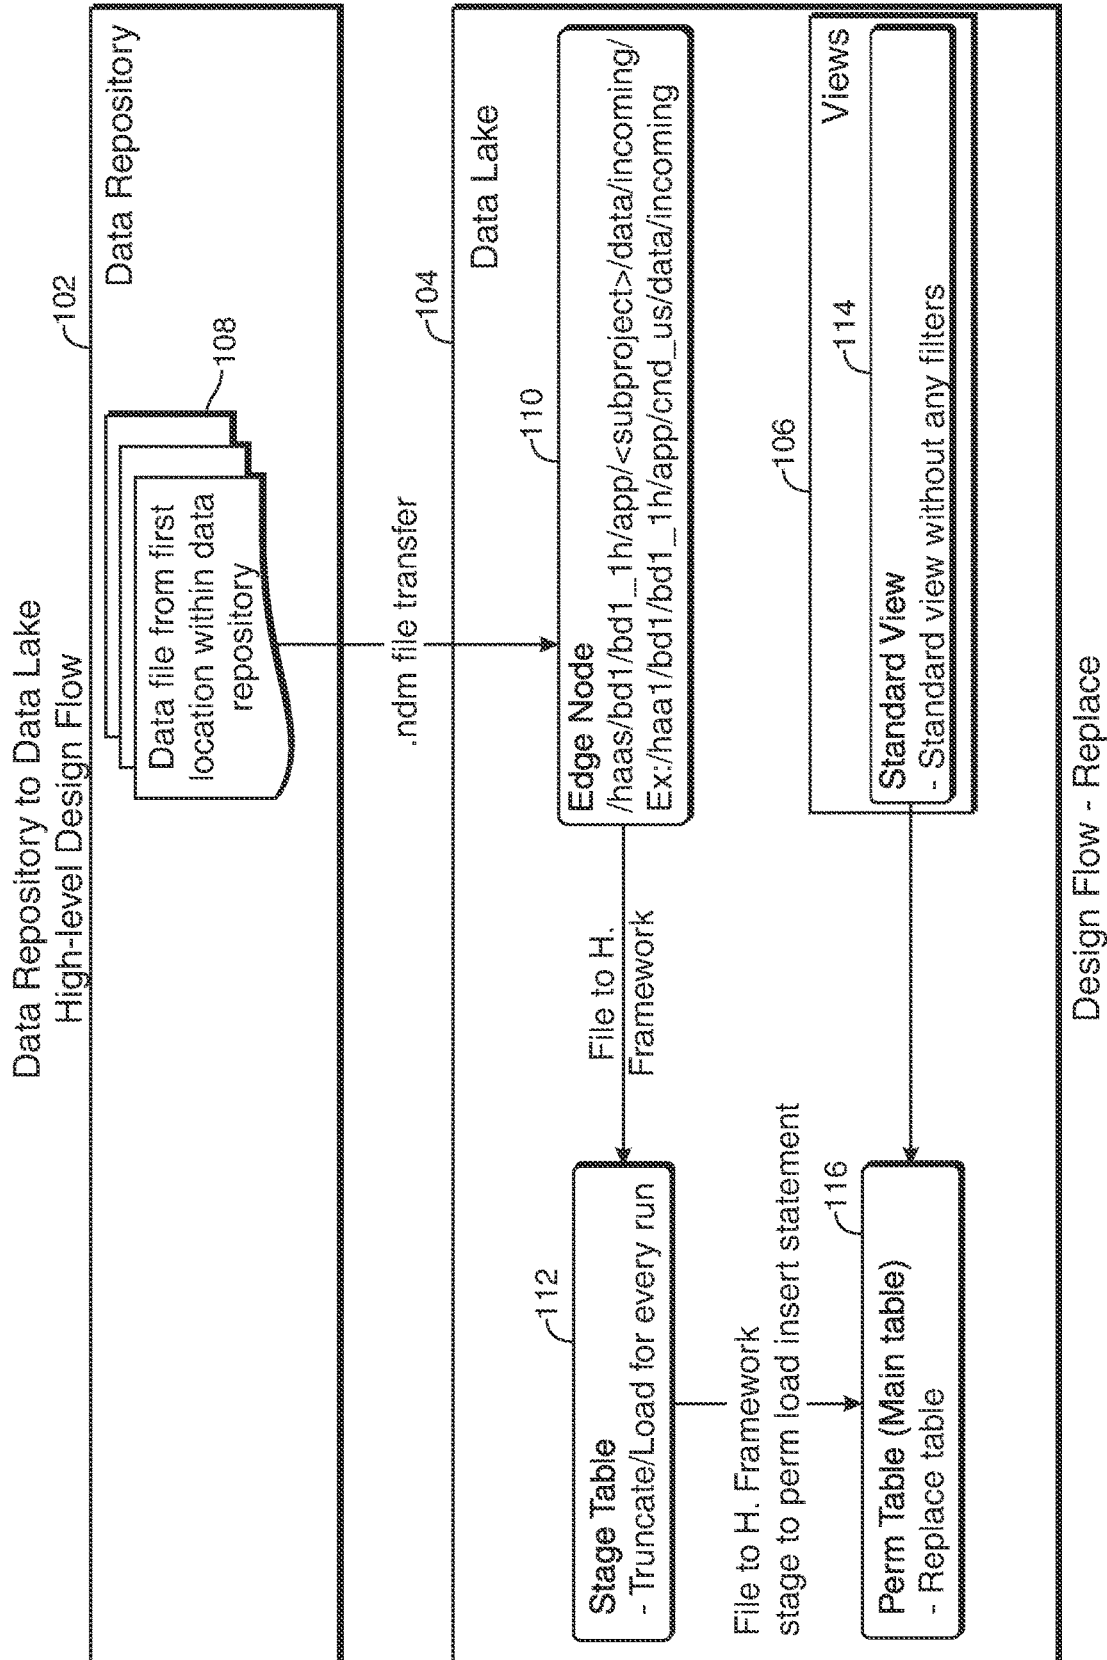 Data Repository to Data Lake
High-level Design Flow
102
Data Repository
108
Data file from first
location within data
repository
.ndm file transfer
104
Data Lake
110
Edge Node
/haas/bd1/bd1_1h/app/<subproject>/data/incoming/
Ex:/haa1/bd1/bd1_1h/app/cnd_us/data/incoming
File to H.
Framework
112
Stage Table
- Truncate/Load for every run
File to H. Framework
stage to perm load insert statement
106
Views
114
Standard View
- Standard view without any filters
116
Perm Table (Main table)
- Replace table
Design Flow - Replace